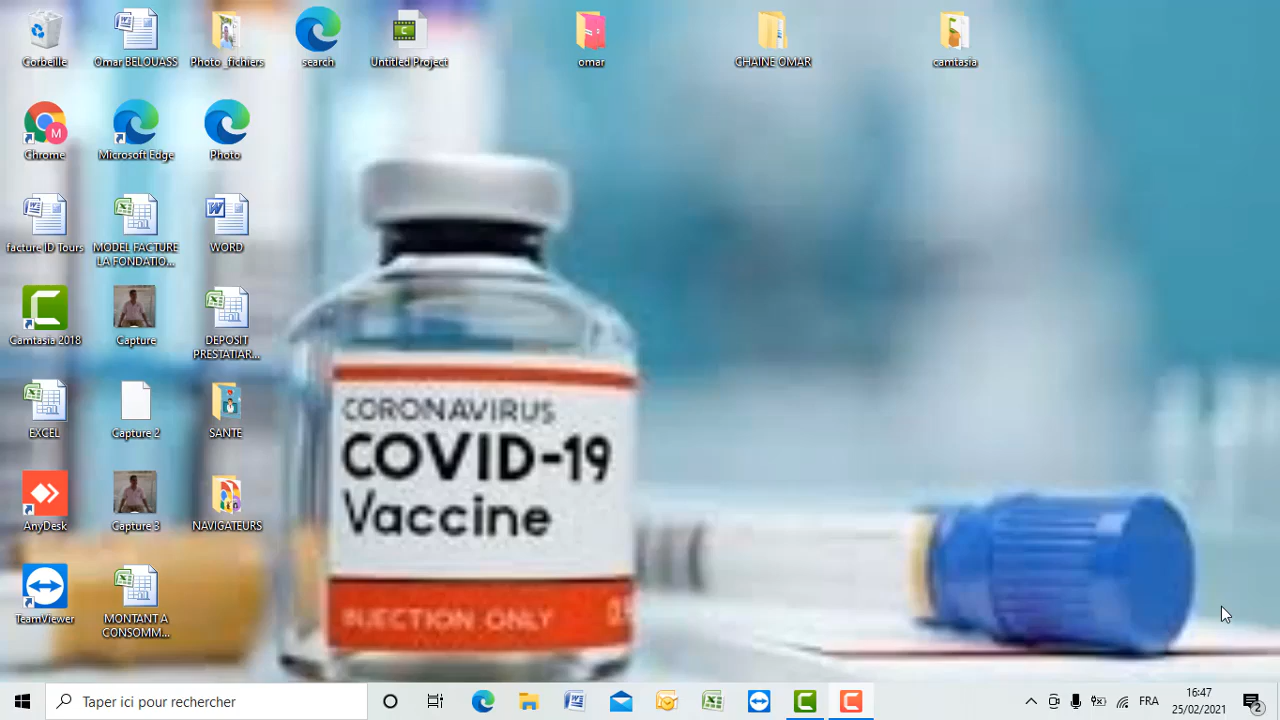 Corbeille
Omar BELOUASS
Photo_fichiers
search
Untitled Project
omar
CHAINE OMAR
camtasia
Chrome
Microsoft Edge
Photo
facture ID Tours
MODEL FACTURE
LA FONDATIO...
WORD
Camtasia 2018
Capture
DEPOSIT
PRESTATIAR...
EXCEL
Capture 2
SANTE
AnyDesk
Capture 3
NAVIGATEURS
TeamViewer
MONTANT A
CONSOMM...
CORONAVIRUS
COVID-19
Vaccine
INJECTION ONLY
Taper ici pour rechercher
FRA
16:47
25/02/2021
2